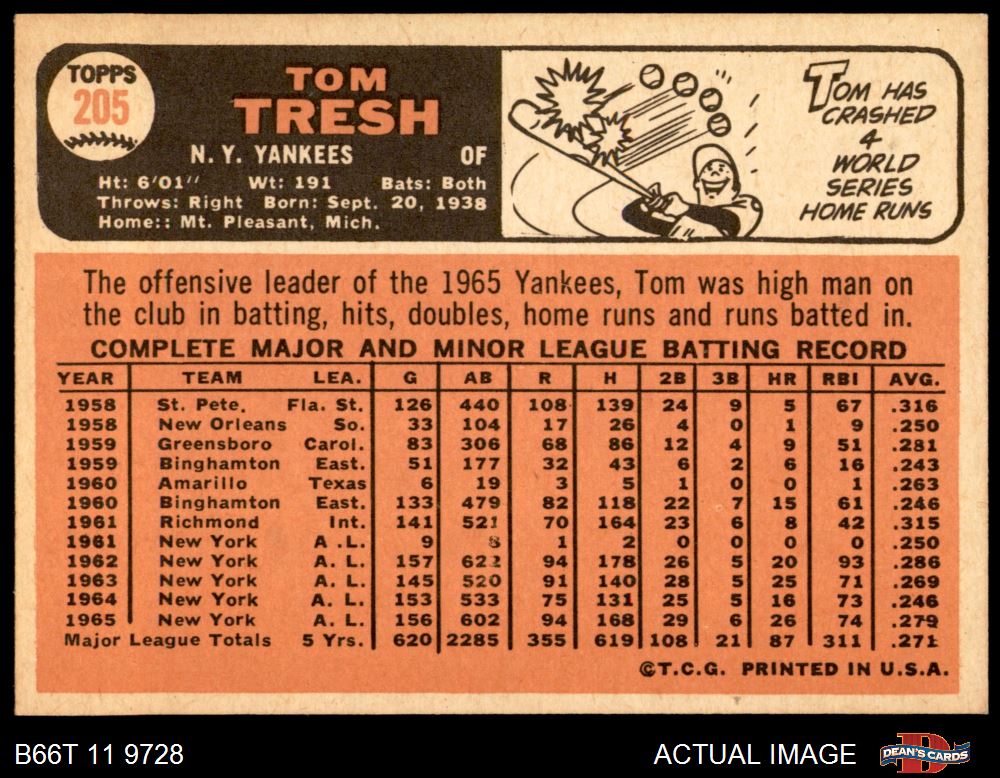 TOPPS
205
TOM
TRESH
N. Y. YANKEES OF
Ht: 6'01" Wt: 191 Bats: Both
Throws: Right Born: Sept. 20, 1938
Home:: Mt. Pleasant, Mich.
TOM HAS
CRASHED
4
WORLD
SERIES
HOME RUNS
The offensive leader of the 1965 Yankees, Tom was high man on
the club in batting, hits, doubles, home runs and runs batted in.
COMPLETE MAJOR AND MINOR LEAGUE BATTING RECORD
YEAR TEAM LEA. G AB R H 2B 3B HR RBI AVG.
1958 St. Pete. Fla. St. 126 440 108 139 24 9 5 67 .316
1958 New Orleans So. 33 104 17 26 4 0 1 9 .250
1959 Greensboro Carol. 83 306 68 86 12 4 9 51 .281
1959 Binghamton East. 51 177 32 43 6 2 6 16 .243
1960 Amarillo Texas 6 19 3 5 1 0 0 1 .263
1960 Binghamton East. 133 479 82 118 22 7 15 61 .246
1961 Richmond Int. 141 521 70 164 23 6 8 42 .315
1961 New York A .L. 9 8 1 2 0 0 0 0 .250
1962 New York A. L. 157 622 94 178 26 5 20 93 .286
1963 New York A. L. 145 520 91 140 28 5 25 71 .269
1964 New York A. L. 153 533 75 131 25 5 16 73 .246
1965 New York A. L. 156 602 94 168 29 6 26 74 .279
Major League Totals 5 Yrs. 620 2285 355 619 108 21 87 311 .271
©T.C.G. PRINTED IN U.S.A.
B66T 11 9728 ACTUAL IMAGE DEAN'S CARDS